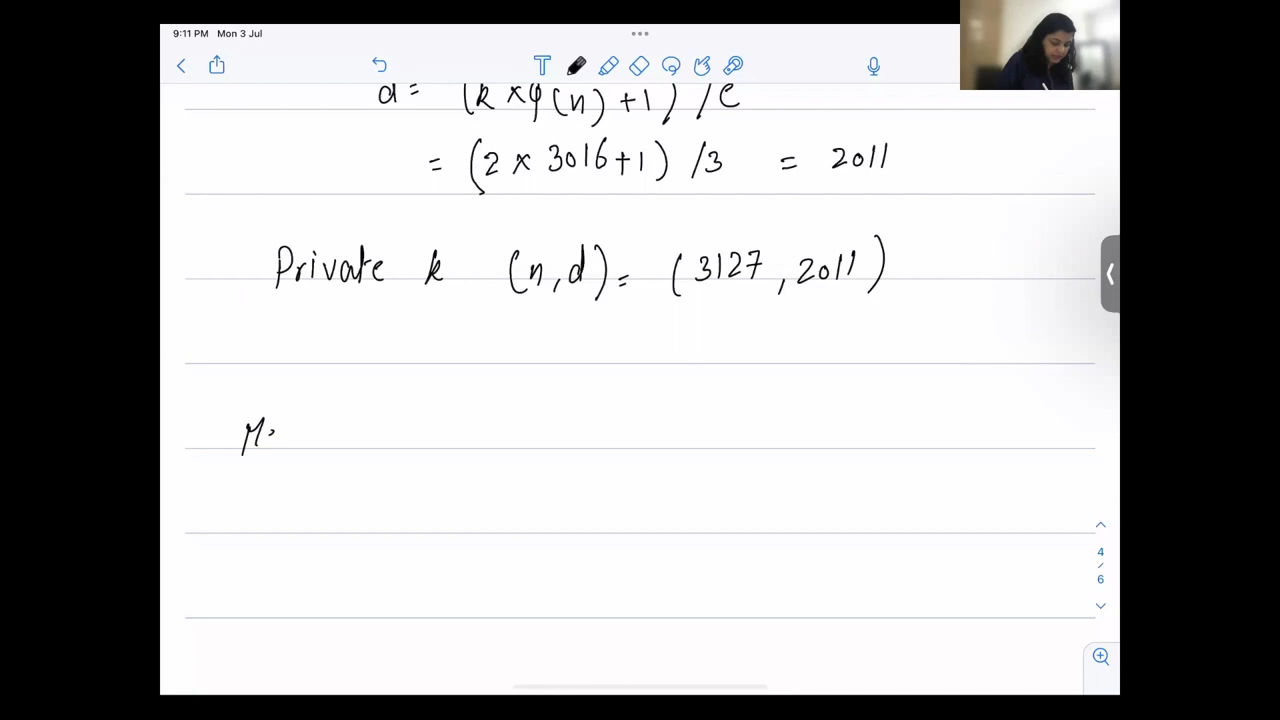 9:11 PM Mon 3 Jul
T
d = (k × φ(n) + 1) / e
= (2 × 3016 + 1) / 3 = 2011
Private k (n, d) = (3127, 2011)
M
4
/
6